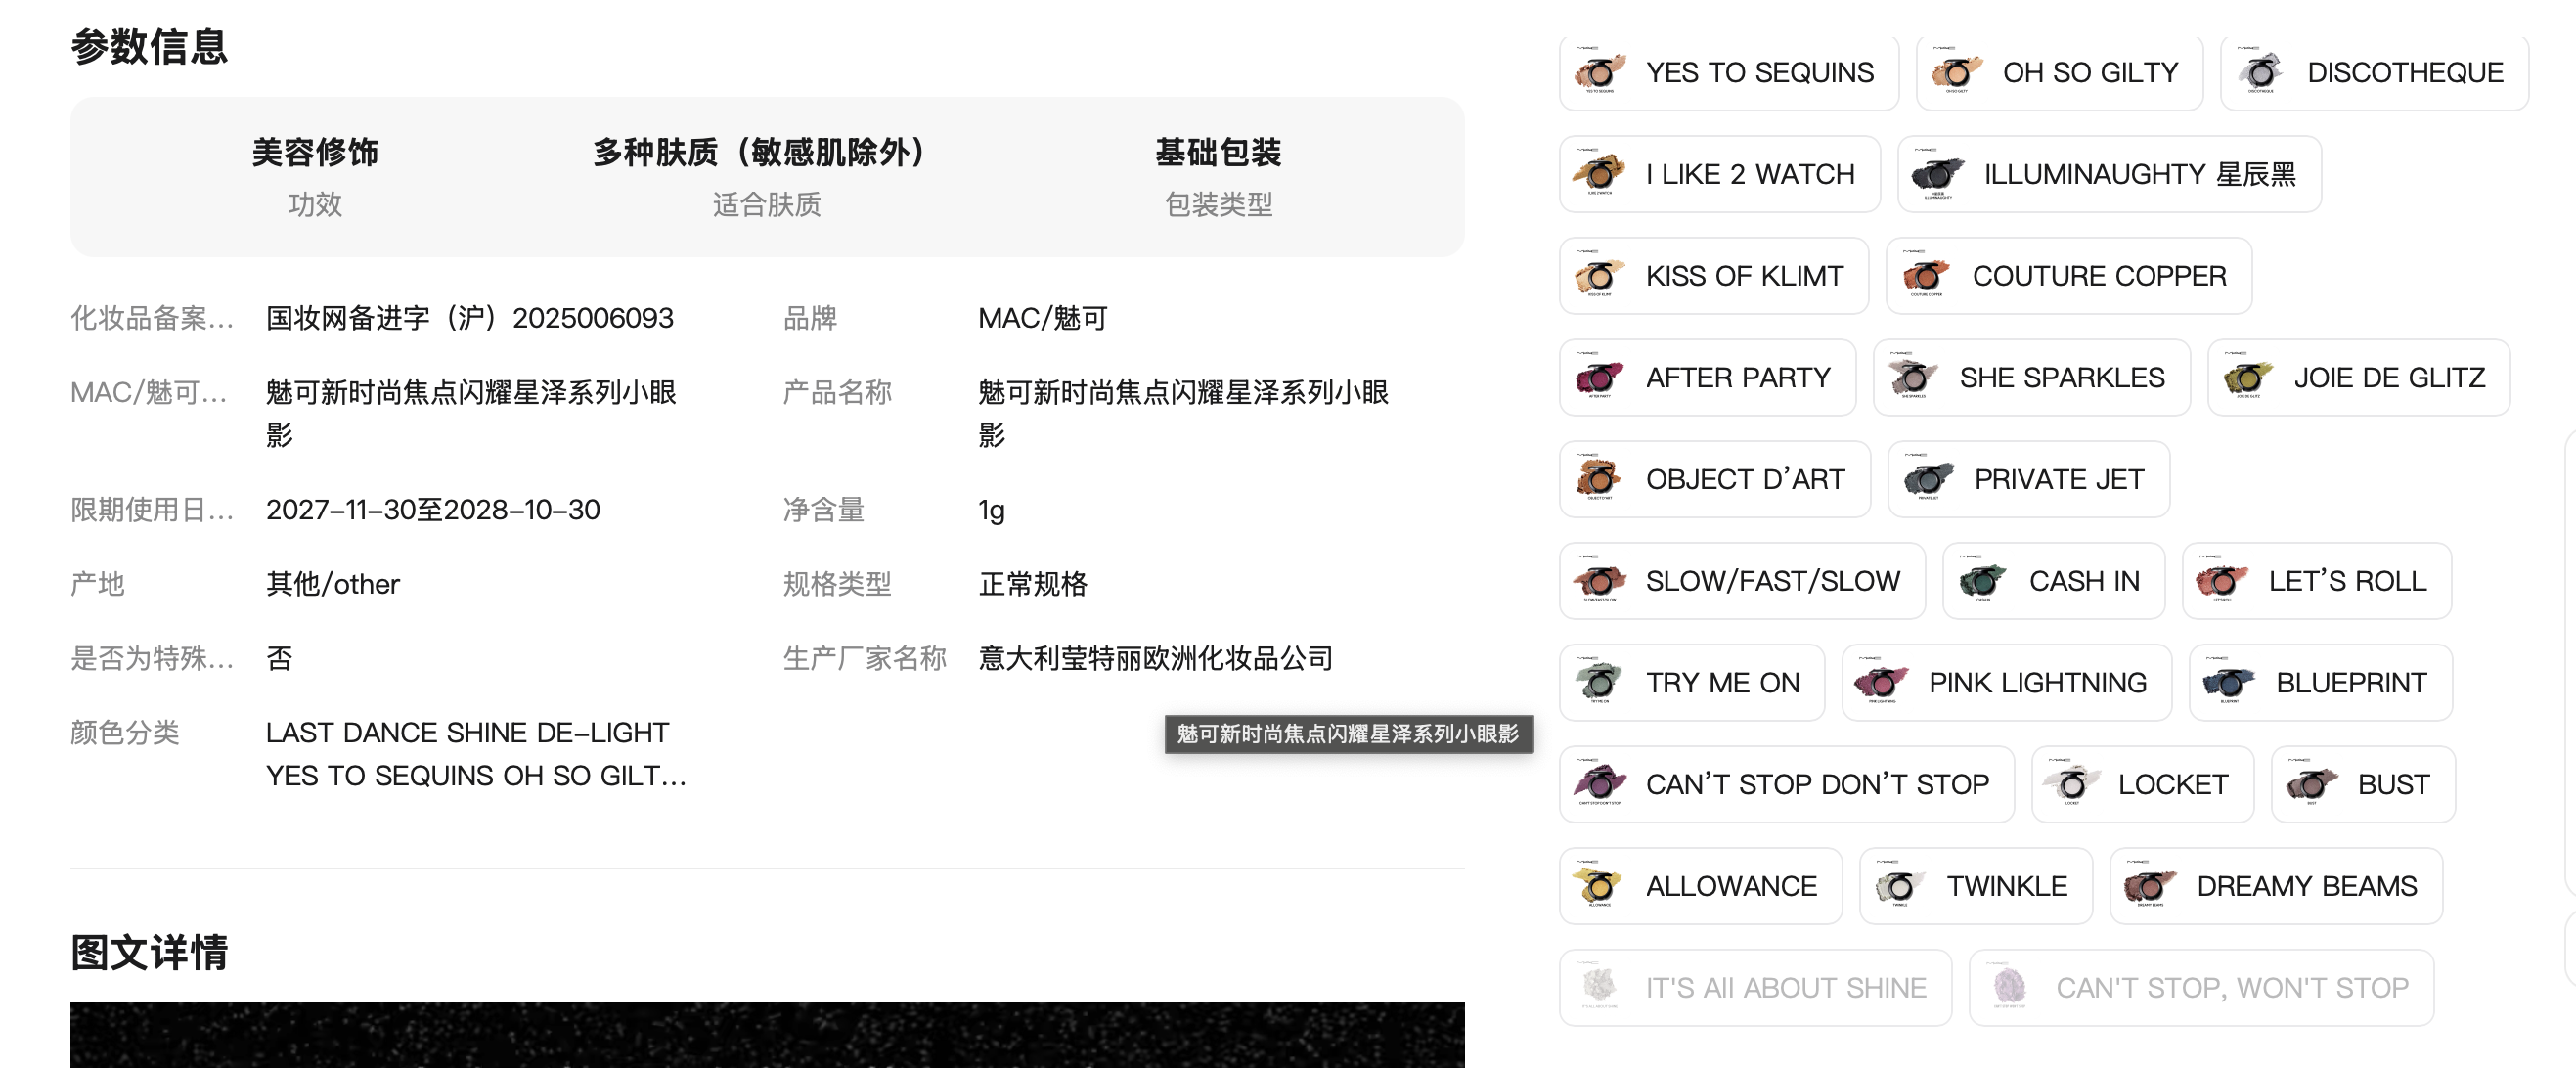 参数信息
美容修饰
功效
多种肤质（敏感肌除外）
适合肤质
基础包装
包装类型
化妆品备案...
国妆网备进字（沪）2025006093
品牌
MAC/魅可
MAC/魅可...
魅可新时尚焦点闪耀星泽系列小眼
影
产品名称
魅可新时尚焦点闪耀星泽系列小眼
影
限期使用日...
2027-11-30至2028-10-30
净含量
1g
产地
其他/other
规格类型
正常规格
是否为特殊...
否
生产厂家名称
意大利莹特丽欧洲化妆品公司
颜色分类
LAST DANCE SHINE DE-LIGHT
YES TO SEQUINS OH SO GILT...
魅可新时尚焦点闪耀星泽系列小眼影
图文详情
YES TO SEQUINS
OH SO GILTY
DISCOTHEQUE
I LIKE 2 WATCH
ILLUMINAUGHTY 星辰黑
KISS OF KLIMT
COUTURE COPPER
AFTER PARTY
SHE SPARKLES
JOIE DE GLITZ
OBJECT D’ART
PRIVATE JET
SLOW/FAST/SLOW
CASH IN
LET’S ROLL
TRY ME ON
PINK LIGHTNING
BLUEPRINT
CAN’T STOP DON’T STOP
LOCKET
BUST
ALLOWANCE
TWINKLE
DREAMY BEAMS
IT'S All ABOUT SHINE
CAN'T STOP, WON'T STOP